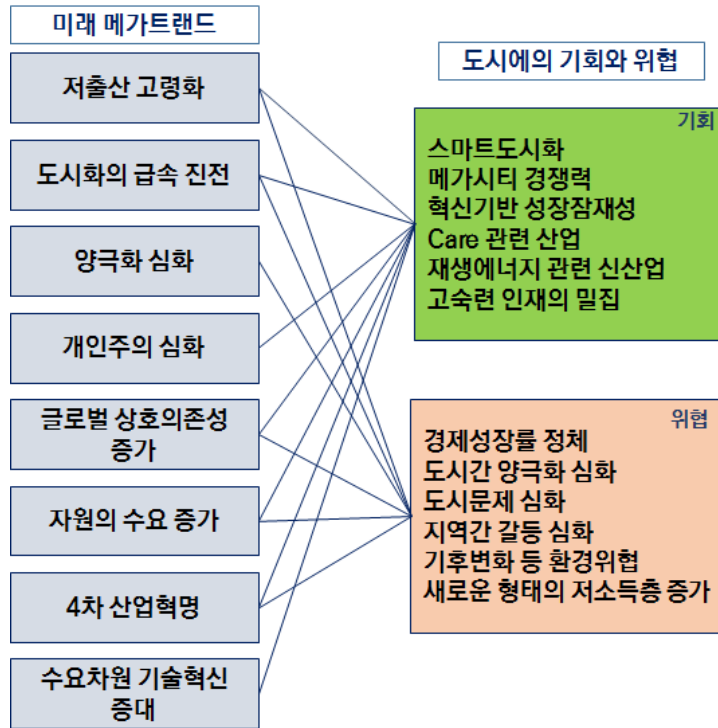 미래 메가트랜드
저출산 고령화
도시화의 급속 진전
양극화 심화
개인주의 심화
글로벌 상호의존성
증가
자원의 수요 증가
4차 산업혁명
수요차원 기술혁신
증대
도시에의 기회와 위협
기회
스마트도시화
메가시티 경쟁력
혁신기반 성장잠재성
Care 관련 산업
재생에너지 관련 신산업
고숙련 인재의 밀집
위협
경제성장률 정체
도시간 양극화 심화
도시문제 심화
지역간 갈등 심화
기후변화 등 환경위협
새로운 형태의 저소득층 증가